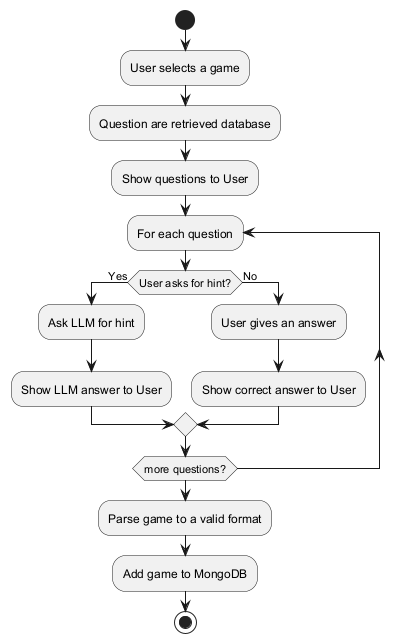 User selects a game
Question are retrieved database
Show questions to User
For each question
Yes
User asks for hint?
No
Ask LLM for hint
User gives an answer
Show LLM answer to User
Show correct answer to User
more questions?
Parse game to a valid format
Add game to MongoDB